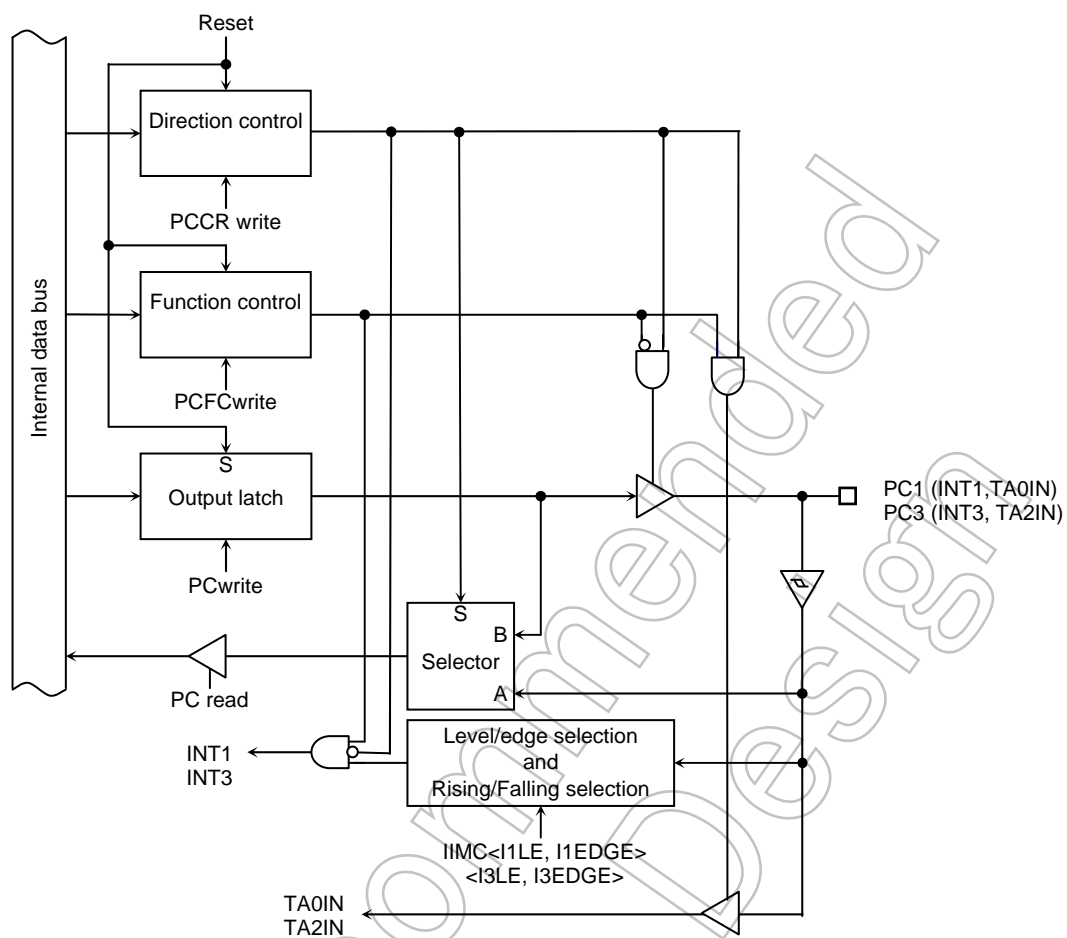 Reset
Direction control
PCCR write
Internal data bus
Function control
PCFCwrite
S
Output latch
PCwrite
PC1 (INT1,TA0IN)
PC3 (INT3, TA2IN)
S
B
Selector
A
PC read
INT1
INT3
Level/edge selection
and
Rising/Falling selection
IIMC<I1LE, I1EDGE>
<I3LE, I3EDGE>
TA0IN
TA2IN
ommended
Design